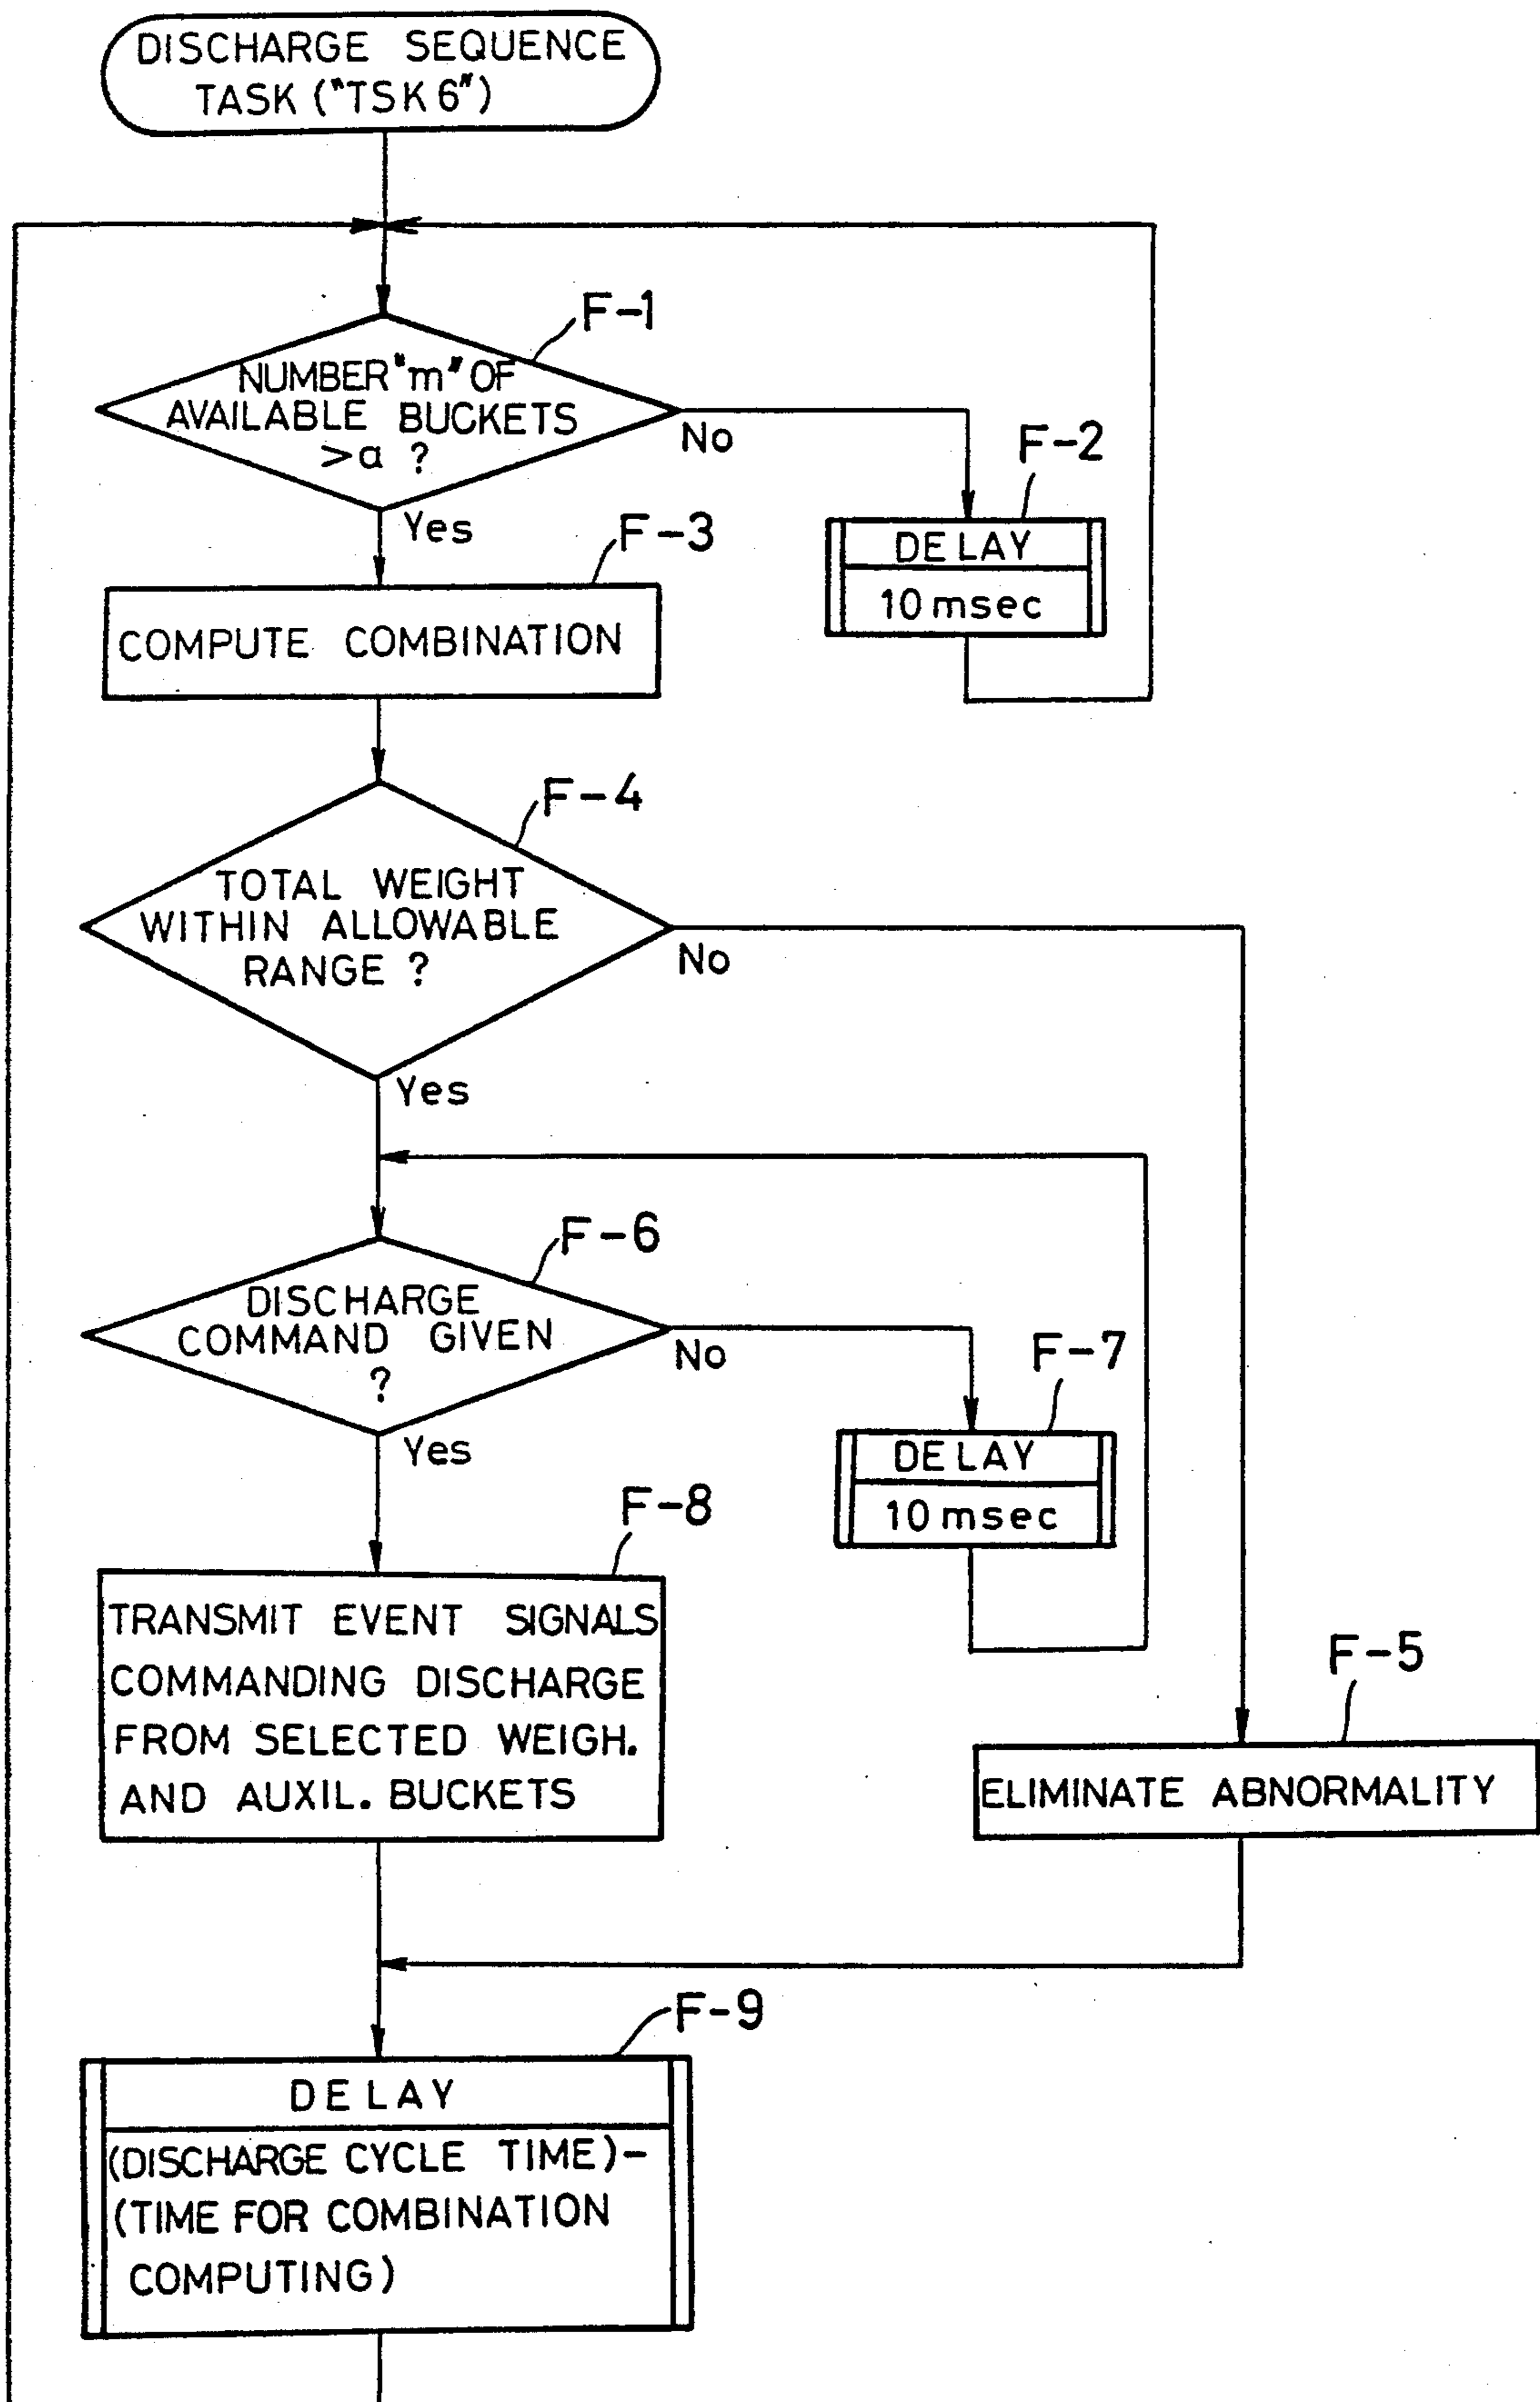 DISCHARGE SEQUENCE
TASK ("TSK 6")
F-1
NUMBER "m" OF
AVAILABLE BUCKETS
>a ?
No
Yes
F-2
DELAY
10 msec
F-3
COMPUTE COMBINATION
F-4
TOTAL WEIGHT
WITHIN ALLOWABLE
RANGE ?
No
Yes
F-6
DISCHARGE
COMMAND GIVEN
?
No
Yes
F-7
DELAY
10 msec
F-8
TRANSMIT EVENT SIGNALS
COMMANDING DISCHARGE
FROM SELECTED WEIGH.
AND AUXIL. BUCKETS
F-5
ELIMINATE ABNORMALITY
F-9
DELAY
(DISCHARGE CYCLE TIME)-
(TIME FOR COMBINATION
COMPUTING)